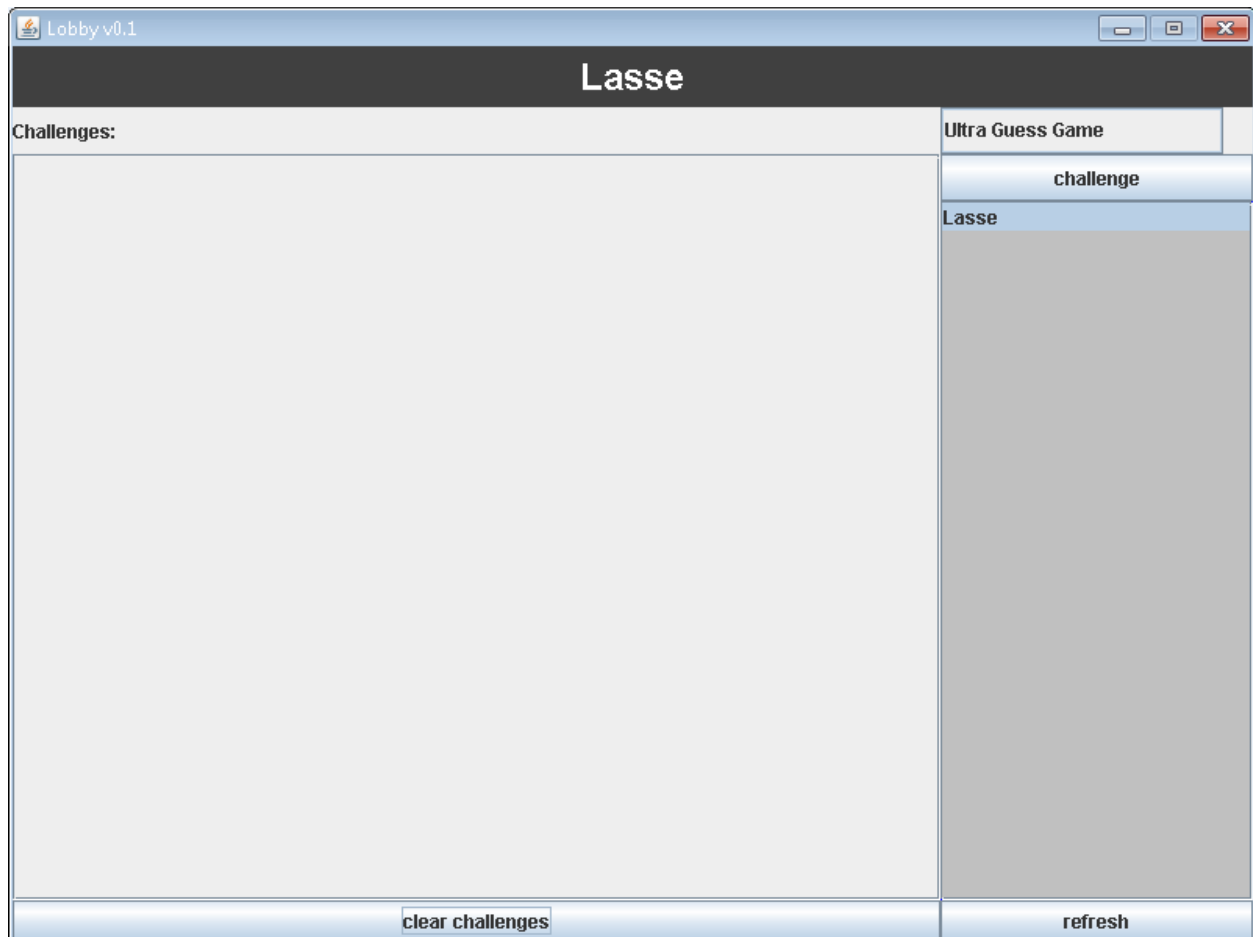 Lobby v0.1
Lasse
Challenges:
Ultra Guess Game
challenge
Lasse
clear challenges
refresh